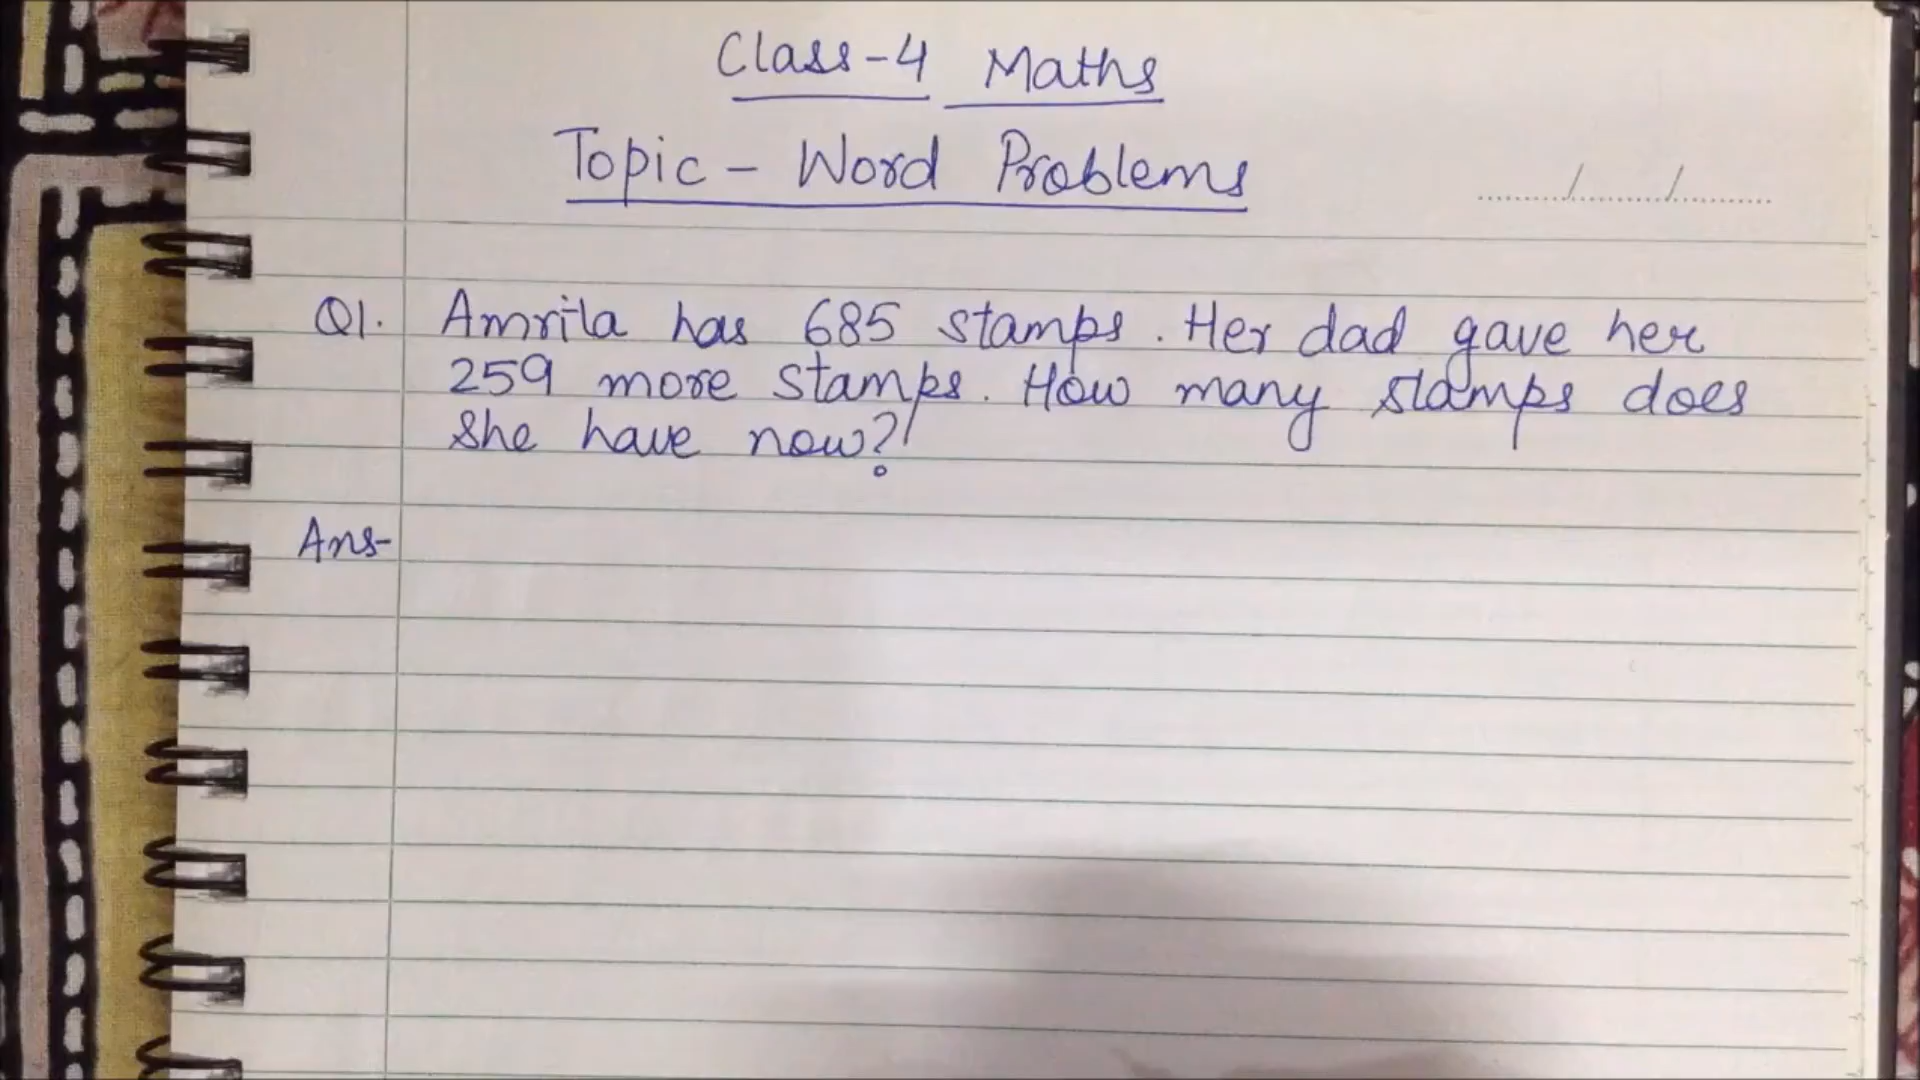 Class-4 Maths
Topic - Word Problems
Q1. Amrita has 685 stamps. Her dad gave her
259 more stamps. How many stamps does
she have now?
Ans-